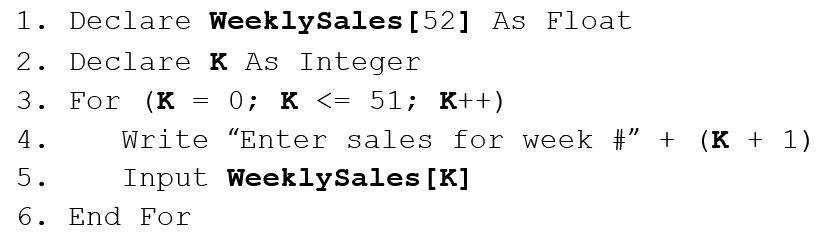 1. Declare WeeklySales[52] As Float
2. Declare K As Integer
3. For (K = 0; K <= 51; K++)
4. Write “Enter sales for week #” + (K + 1)
5. Input WeeklySales[K]
6. End For